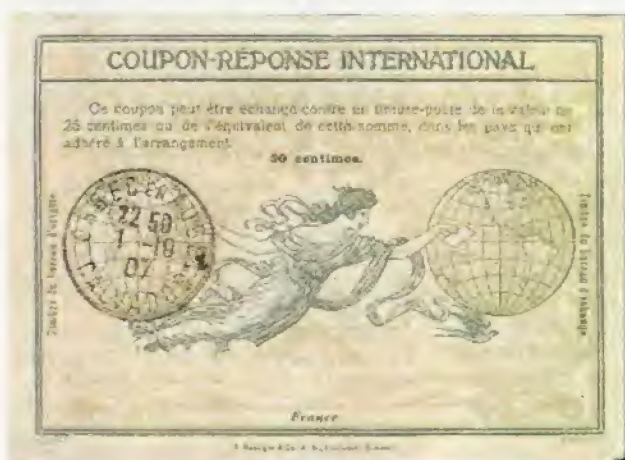 COUPON-RÉPONSE INTERNATIONAL
Ce coupon peut être échangé contre un timbre-poste de la valeur de
25 centimes ou de l'équivalent de cette somme, dans les pays qui ont
adhéré à l'arrangement.
30 centimes.
Timbre du bureau d'origine
22 50
07
CALVADOS
Timbre du bureau d'échange
France